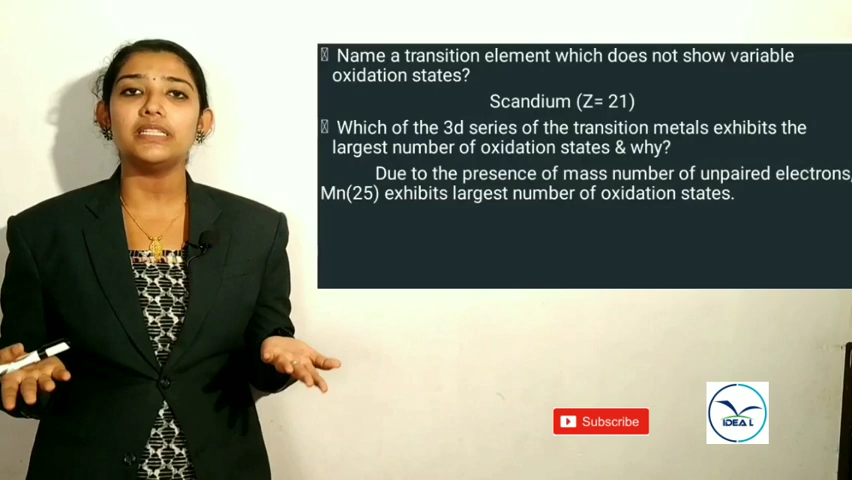 Name a transition element which does not show variable
oxidation states?
Scandium (Z= 21)
Which of the 3d series of the transition metals exhibits the
largest number of oxidation states & why?
Due to the presence of mass number of unpaired electrons,
Mn(25) exhibits largest number of oxidation states.
Subscribe
IDEAL